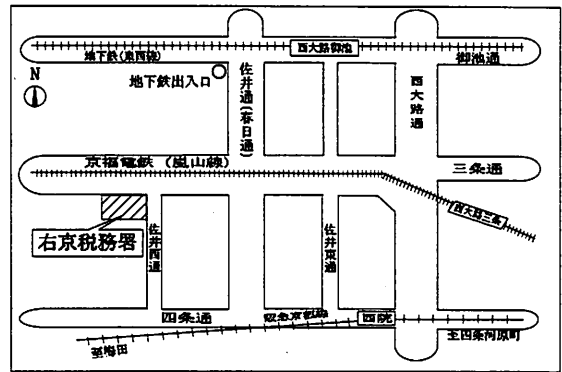 西大路御池
地下鉄(東西線)
御池通
N
地下鉄出入口
佐井通(春日通)
西大路通
京福電鉄(嵐山線)
三条通
西大路三条
右京税務署
佐井西通
佐井東通
四条通
阪急京都線
西院
至四条河原町
至梅田